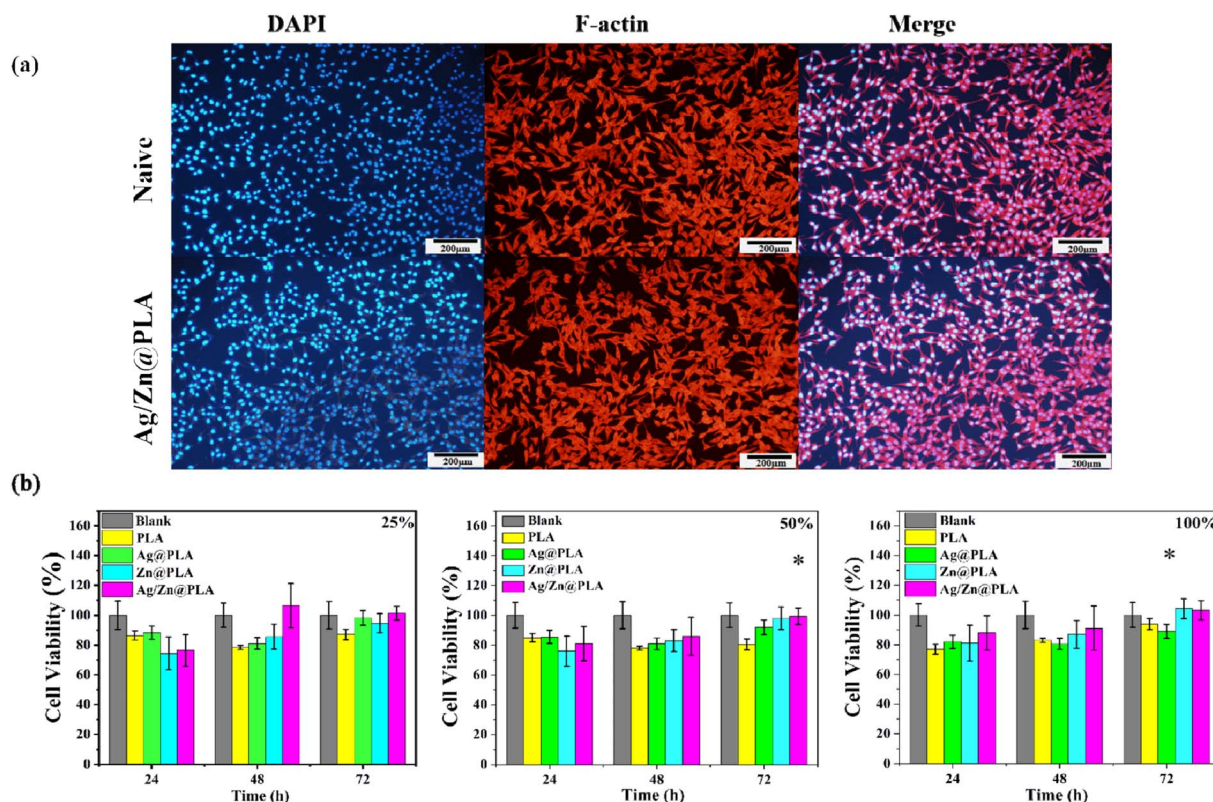 DAPI F-actin Merge
(a)
Naive
200μm 200μm 200μm
Ag/Zn@PLA
200μm 200μm 200μm
(b)
Blank
PLA
Ag@PLA
Zn@PLA
Ag/Zn@PLA
25%
Cell Viability (%)
160
140
120
100
80
60
40
20
0
24 48 72
Time (h)
Blank
PLA
Ag@PLA
Zn@PLA
Ag/Zn@PLA
50%
*
Cell Viability (%)
160
140
120
100
80
60
40
20
0
24 48 72
Time (h)
Blank
PLA
Ag@PLA
Zn@PLA
Ag/Zn@PLA
100%
*
Cell Viability (%)
160
140
120
100
80
60
40
20
0
24 48 72
Time (h)